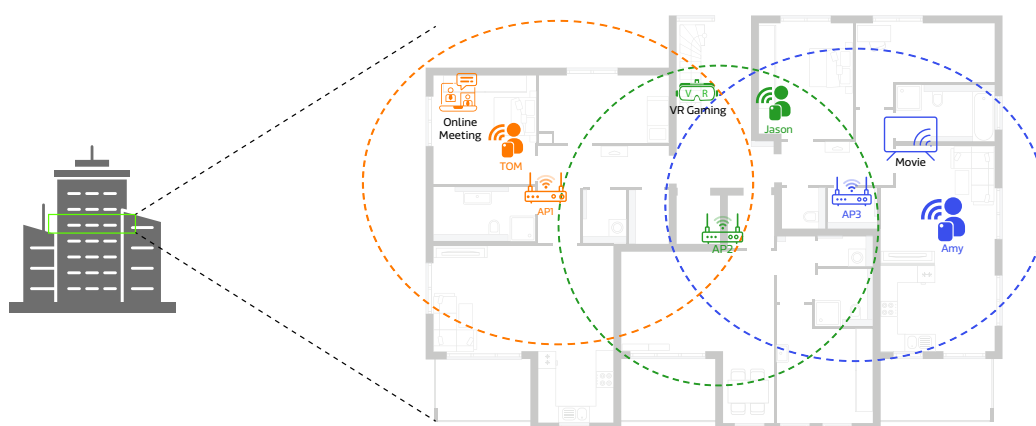 Online
Meeting
TOM
AP1
V R
VR Gaming
Jason
AP2
Movie
AP3
Amy